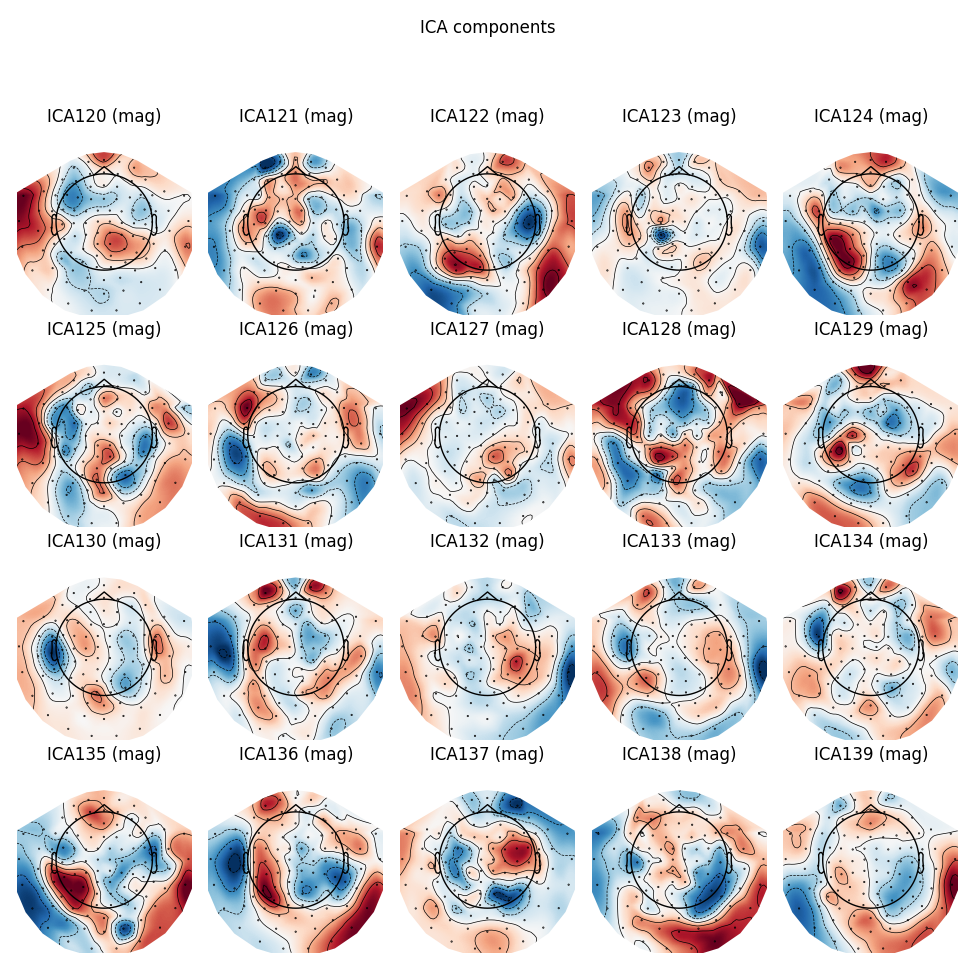 ICA components
ICA120 (mag) ICA121 (mag) ICA122 (mag) ICA123 (mag) ICA124 (mag)
ICA125 (mag) ICA126 (mag) ICA127 (mag) ICA128 (mag) ICA129 (mag)
ICA130 (mag) ICA131 (mag) ICA132 (mag) ICA133 (mag) ICA134 (mag)
ICA135 (mag) ICA136 (mag) ICA137 (mag) ICA138 (mag) ICA139 (mag)